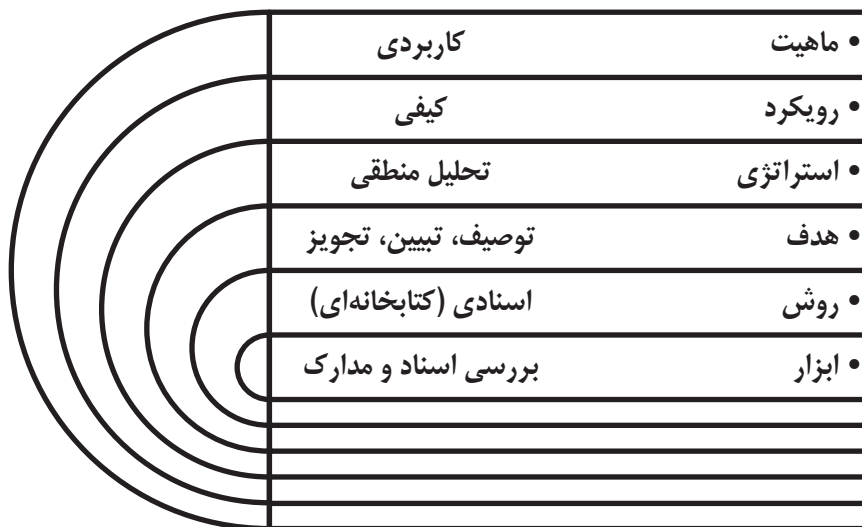 • ماهیت کاربردی
• رویکرد کیفی
• استراتژی تحلیل منطقی
• هدف توصیف، تبیین، تجویز
• روش اسنادی (کتابخانه‌ای)
• ابزار بررسی اسناد و مدارک